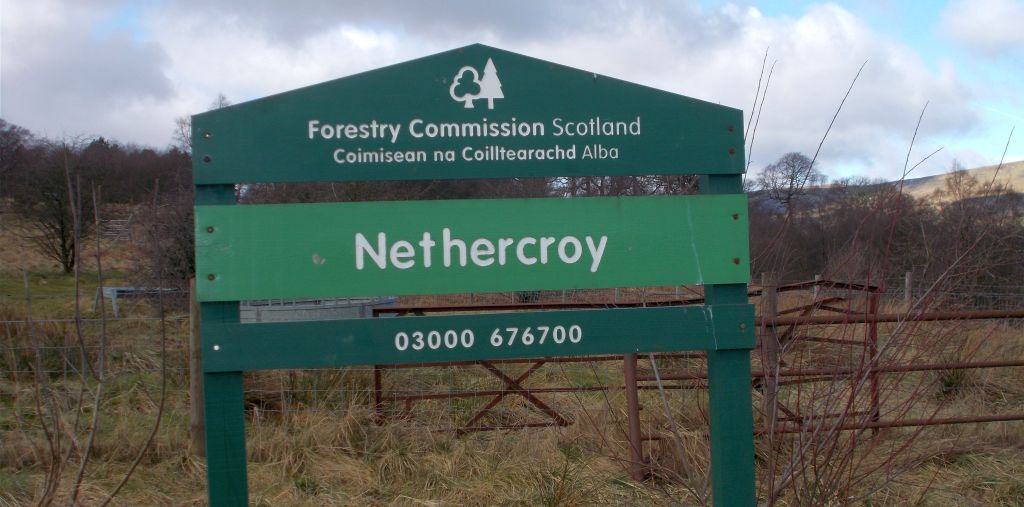 Forestry Commission Scotland
Coimisean na Coilltearachd Alba
Nethercroy
03000 676700